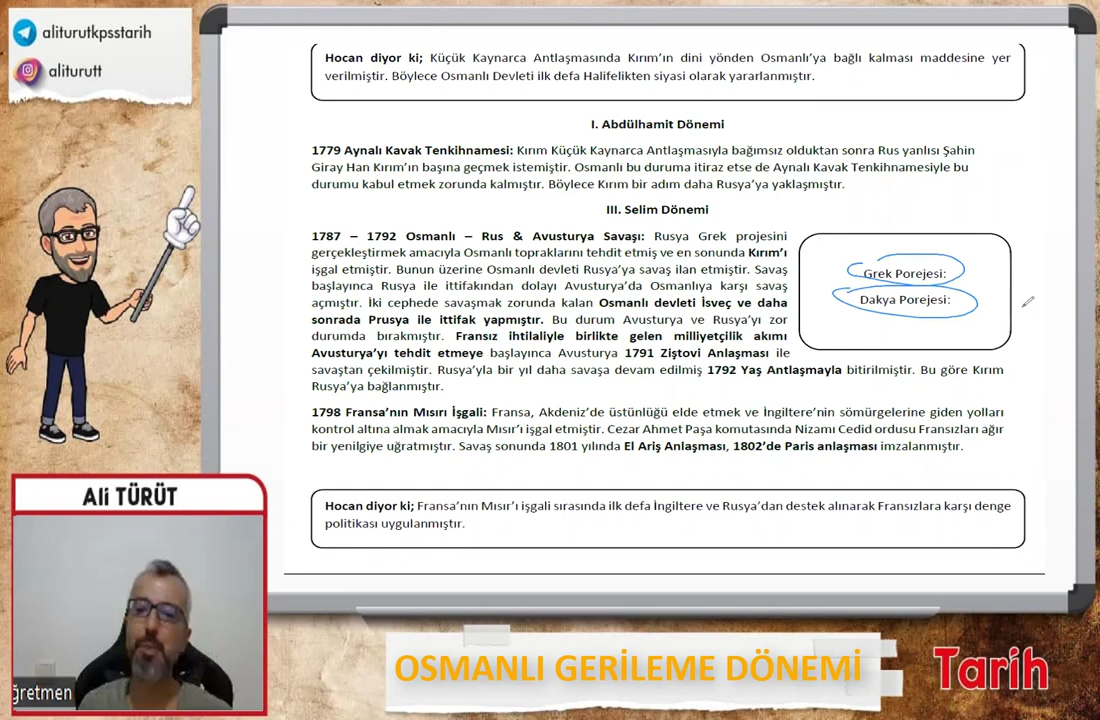 aliturutkpsstarih
aliturutt
Hocan diyor ki; Küçük Kaynarca Antlaşmasında Kırım’ın dini yönden Osmanlı’ya bağlı kalması maddesine yer
verilmiştir. Böylece Osmanlı Devleti ilk defa Halifelikten siyasi olarak yararlanmıştır.
I. Abdülhamit Dönemi
1779 Aynalı Kavak Tenkihnamesi: Kırım Küçük Kaynarca Antlaşmasıyla bağımsız olduktan sonra Rus yanlısı Şahin
Giray Han Kırım’ın başına geçmek istemiştir. Osmanlı bu duruma itiraz etse de Aynalı Kavak Tenkihnamesiyle bu
durumu kabul etmek zorunda kalmıştır. Böylece Kırım bir adım daha Rusya’ya yaklaşmıştır.
III. Selim Dönemi
1787 – 1792 Osmanlı – Rus & Avusturya Savaşı: Rusya Grek projesini
gerçekleştirmek amacıyla Osmanlı topraklarını tehdit etmiş ve en sonunda Kırım’ı
işgal etmiştir. Bunun üzerine Osmanlı devleti Rusya’ya savaş ilan etmiştir. Savaş
başlayınca Rusya ile ittifakından dolayı Avusturya’da Osmanlıya karşı savaş
açmıştır. İki cephede savaşmak zorunda kalan Osmanlı devleti İsveç ve daha
sonrada Prusya ile ittifak yapmıştır. Bu durum Avusturya ve Rusya’yı zor
durumda bırakmıştır. Fransız ihtilaliyle birlikte gelen milliyetçilik akımı
Avusturya’yı tehdit etmeye başlayınca Avusturya 1791 Ziştovi Anlaşması ile
savaştan çekilmiştir. Rusya’yla bir yıl daha savaşa devam edilmiş 1792 Yaş Antlaşmayla bitirilmiştir. Bu göre Kırım
Rusya’ya bağlanmıştır.
Grek Porejesi:
Dakya Porejesi:
1798 Fransa’nın Mısırı İşgali: Fransa, Akdeniz’de üstünlüğü elde etmek ve İngiltere’nin sömürgelerine giden yolları
kontrol altına almak amacıyla Mısır’ı işgal etmiştir. Cezar Ahmet Paşa komutasında Nizamı Cedid ordusu Fransızları ağır
bir yenilgiye uğratmıştır. Savaş sonunda 1801 yılında El Ariş Anlaşması, 1802’de Paris anlaşması imzalanmıştır.
Hocan diyor ki; Fransa’nın Mısır’ı işgali sırasında ilk defa İngiltere ve Rusya’dan destek alınarak Fransızlara karşı denge
politikası uygulanmıştır.
Ali TÜRÜT
ğretmen
OSMANLI GERİLEME DÖNEMİ
Tarih